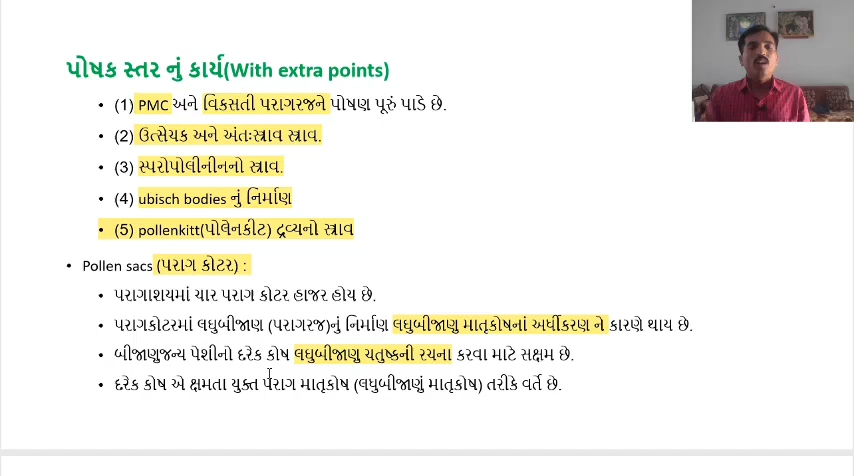 પોષક સ્તર નું કાર્ય(With extra points)
• (1) PMC અને વિકસતી પરાગરજને પોષણ પૂરું પાડે છે.
• (2) ઉત્સેચક અને અંતઃસ્ત્રાવ સ્ત્રાવ.
• (3) સ્પરોપોલીનીનનો સ્ત્રાવ.
• (4) ubisch bodies નું નિર્માણ
• (5) pollenkitt(પોલેનકીટ) દ્રવ્યનો સ્ત્રાવ
• Pollen sacs (પરાગ કોટર) :
• પરાગાશયમાં ચાર પરાગ કોટર હાજર હોય છે.
• પરાગકોટરમાં લઘુબીજાણ (પરાગરજ)નું નિર્માણ લઘુબીજાણુ માતૃકોષનાં અર્ધીકરણ ને કારણે થાય છે.
• બીજાણુજન્ય પેશીનો દરેક કોષ લઘુબીજાણુ ચતુષ્કની રચના કરવા માટે સક્ષમ છે.
• દરેક કોષ એ ક્ષમતા યુક્ત પરાગ માતૃકોષ (લઘુબીજાણું માતૃકોષ) તરીકે વર્તે છે.